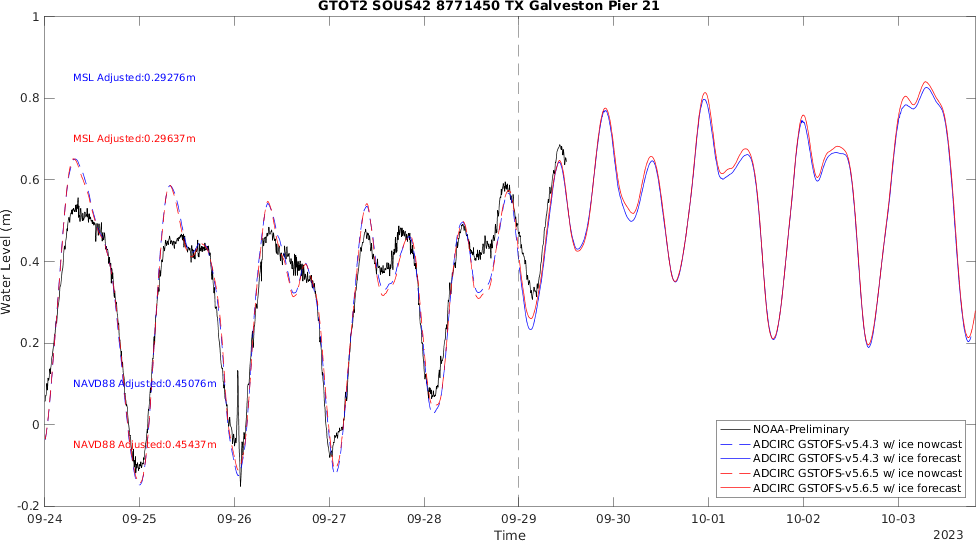 GTOT2 SOUS42 8771450 TX Galveston Pier 21
Water Level (m)
1
0.8
0.6
0.4
0.2
0
-0.2
MSL Adjusted:0.29276m
MSL Adjusted:0.29637m
NAVD88 Adjusted:0.45076m
NAVD88 Adjusted:0.45437m
NOAA-Preliminary
ADCIRC GSTOFS-v5.4.3 w/ ice nowcast
ADCIRC GSTOFS-v5.4.3 w/ ice forecast
ADCIRC GSTOFS-v5.6.5 w/ ice nowcast
ADCIRC GSTOFS-v5.6.5 w/ ice forecast
09-24 09-25 09-26 09-27 09-28 09-29 09-30 10-01 10-02 10-03
Time
2023